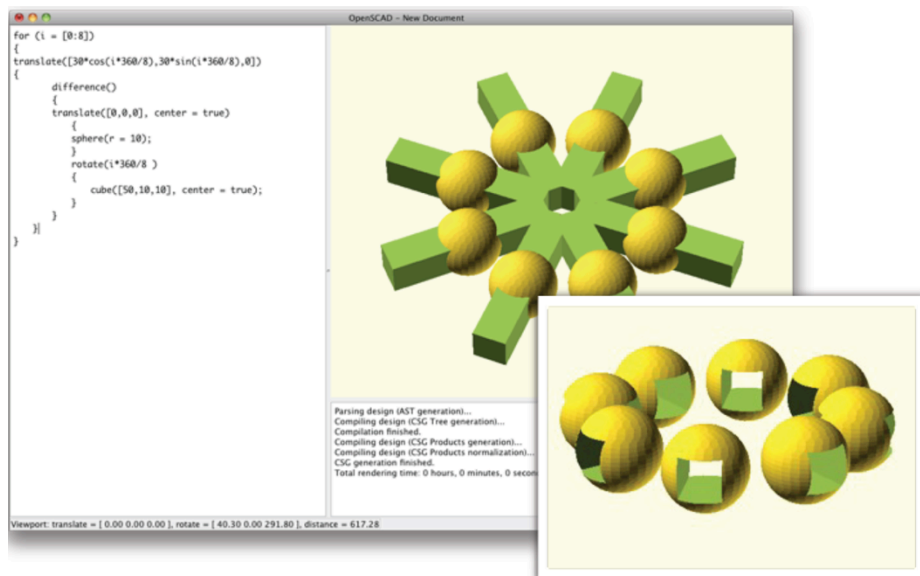 OpenSCAD – New Document
for (i = [0:8])
{
translate([30*cos(i*360/8),30*sin(i*360/8),0])
{
difference()
{
translate([0,0,0], center = true)
{
sphere(r = 10);
}
rotate(i*360/8 )
{
cube([50,10,10], center = true);
}
}
}
}
Parsing design (AST generation)...
Compiling design (CSG Tree generation)...
Compilation finished.
Compiling design (CSG Products generation)...
Compiling design (CSG Products normalization)...
CSG generation finished.
Total rendering time: 0 hours, 0 minutes, 0 secon
Viewport: translate = [ 0.00 0.00 0.00 ], rotate = [ 40.30 0.00 291.80 ], distance = 617.28